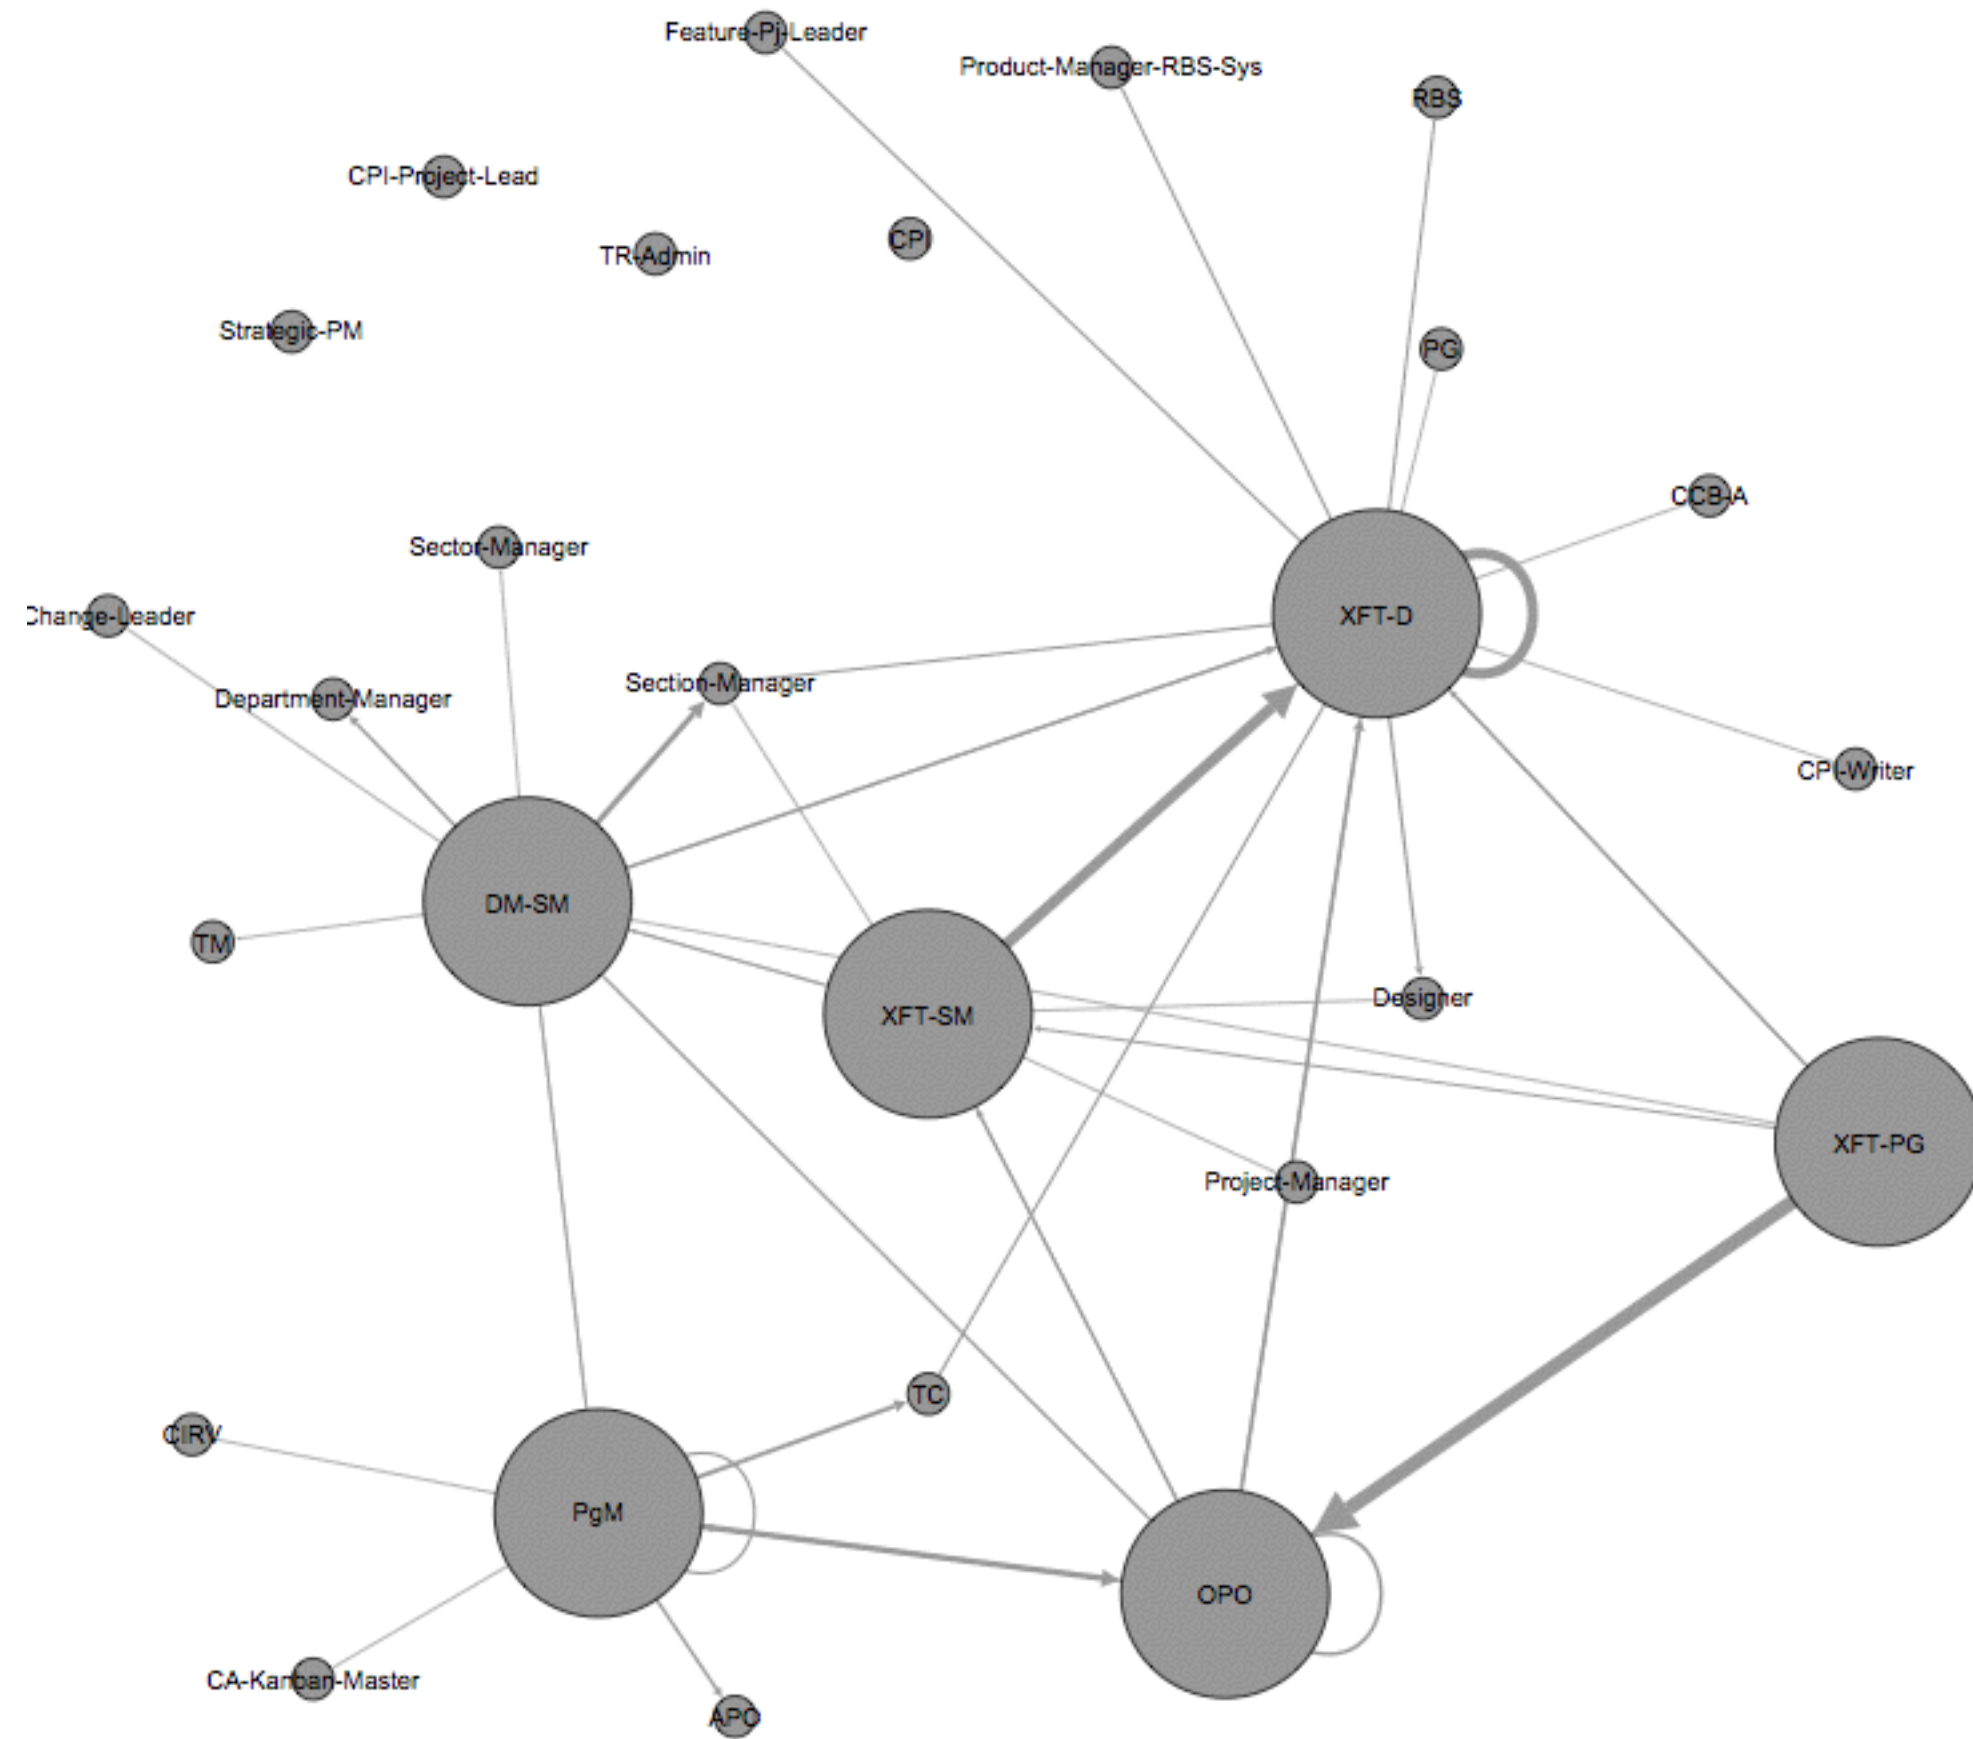 Feature-Pj-Leader
Product-Manager-RBS-Sys
RBS
CPI-Project-Lead
CPI
TR-Admin
Strategic-PM
PG
CCB-A
Sector-Manager
Change-Leader
XFT-D
Section-Manager
Department-Manager
CPI-Writer
DM-SM
TM
Designer
XFT-SM
XFT-PG
Project-Manager
TC
CIRV
PgM
OPO
CA-Kanban-Master
APO